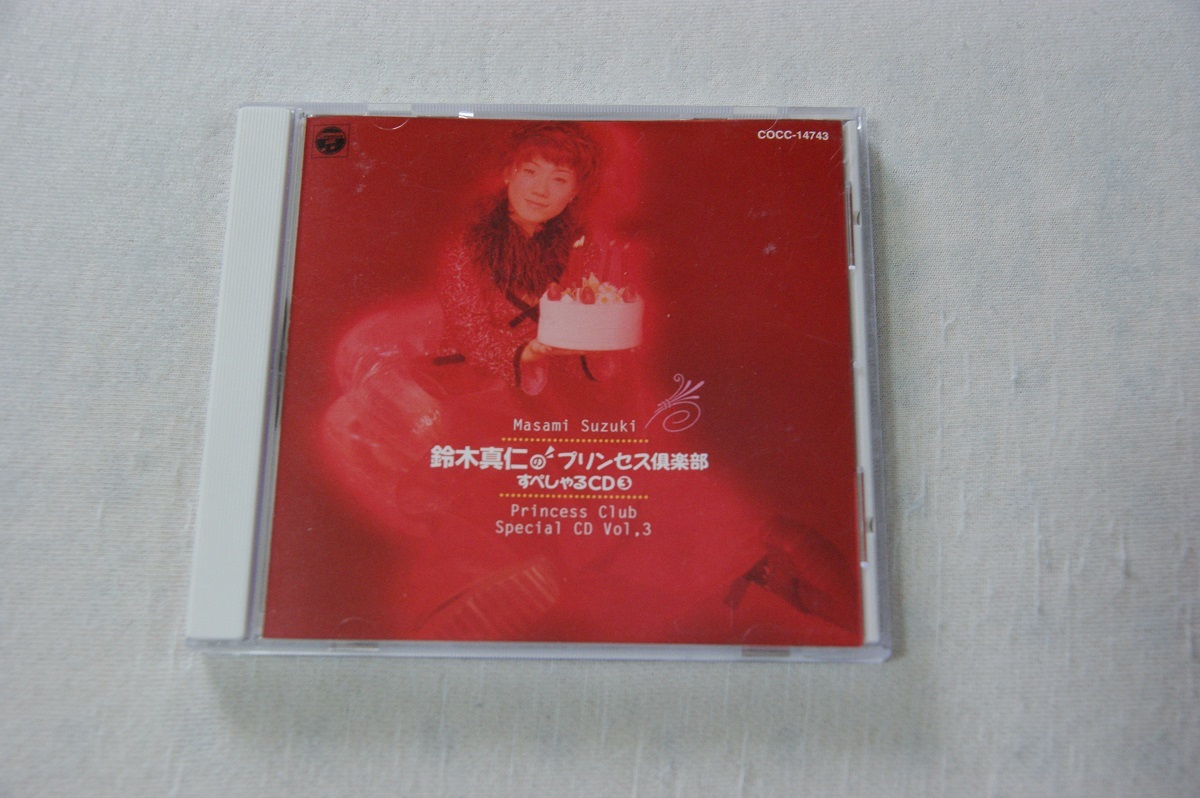 COCC-14743
Masami Suzuki
鈴木真仁のプリンセス倶楽部
すぺしゃるCD3
Princess Club
Special CD Vol,3